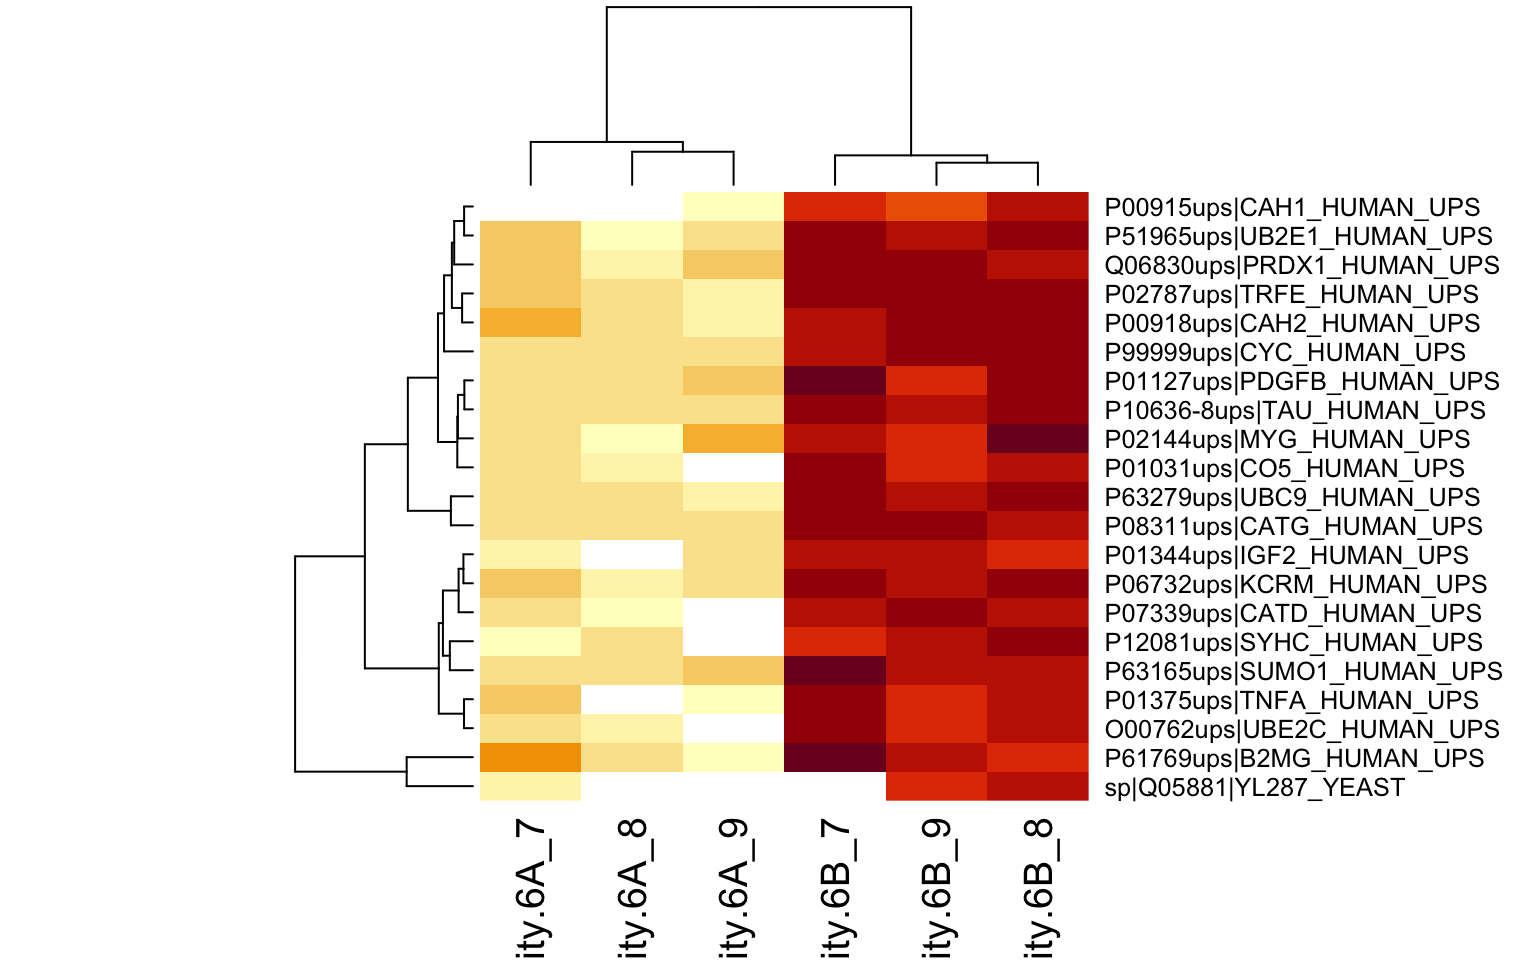 P00915ups|CAH1_HUMAN_UPS
P51965ups|UB2E1_HUMAN_UPS
Q06830ups|PRDX1_HUMAN_UPS
P02787ups|TRFE_HUMAN_UPS
P00918ups|CAH2_HUMAN_UPS
P99999ups|CYC_HUMAN_UPS
P01127ups|PDGFB_HUMAN_UPS
P10636-8ups|TAU_HUMAN_UPS
P02144ups|MYG_HUMAN_UPS
P01031ups|CO5_HUMAN_UPS
P63279ups|UBC9_HUMAN_UPS
P08311ups|CATG_HUMAN_UPS
P01344ups|IGF2_HUMAN_UPS
P06732ups|KCRM_HUMAN_UPS
P07339ups|CATD_HUMAN_UPS
P12081ups|SYHC_HUMAN_UPS
P63165ups|SUMO1_HUMAN_UPS
P01375ups|TNFA_HUMAN_UPS
O00762ups|UBE2C_HUMAN_UPS
P61769ups|B2MG_HUMAN_UPS
sp|Q05881|YL287_YEAST
ity.6A_7
ity.6A_8
ity.6A_9
ity.6B_7
ity.6B_9
ity.6B_8